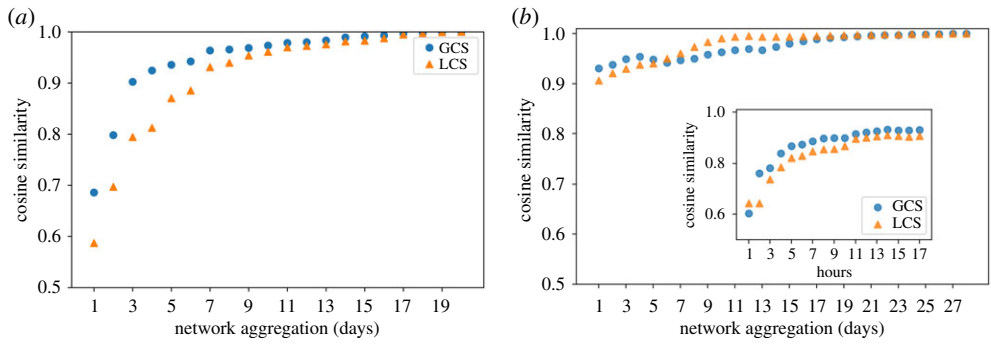 (a)
1.0
0.9
0.8
0.7
0.6
0.5
cosine similarity
GCS
LCS
1 3 5 7 9 11 13 15 17 19
network aggregation (days)
(b)
1.0
0.9
0.8
0.7
0.6
0.5
cosine similarity
1.0
0.8
0.6
cosine similarity
GCS
LCS
1 3 5 7 9 11 13 15 17
hours
1 3 5 7 9 11 13 15 17 19 21 23 25 27
network aggregation (days)